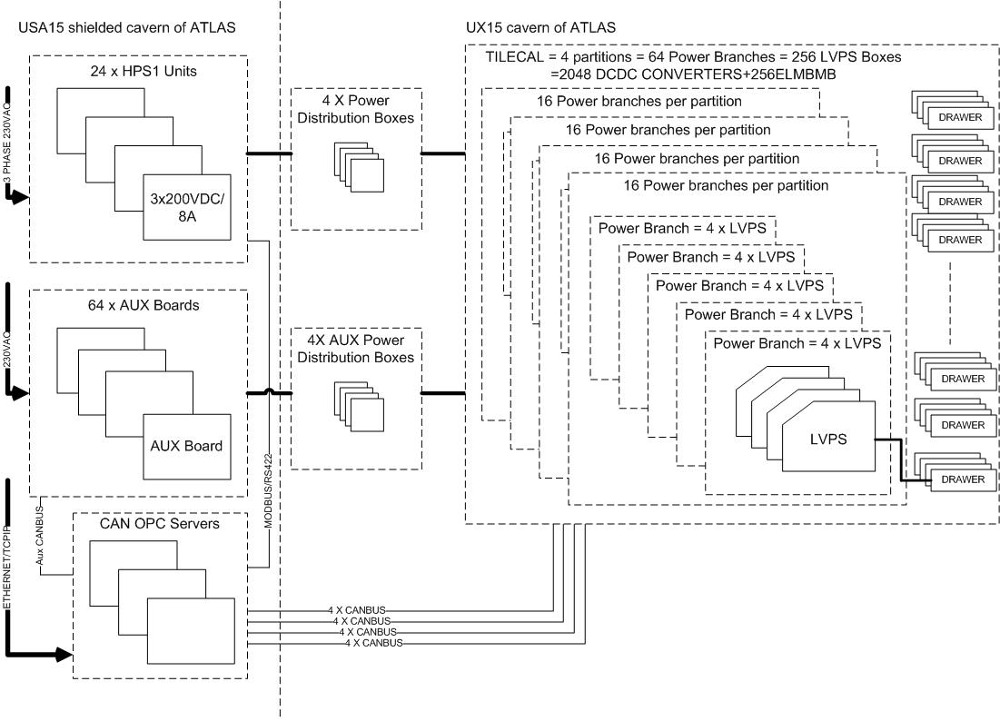 USA15 shielded cavern of ATLAS
UX15 cavern of ATLAS
24 x HPS1 Units
3 PHASE 230VAC
3x200VDC/
8A
4 X Power
Distribution Boxes
TILECAL = 4 partitions = 64 Power Branches = 256 LVPS Boxes
=2048 DCDC CONVERTERS+256ELMBMB
16 Power branches per partition
16 Power branches per partition
16 Power branches per partition
16 Power branches per partition
Power Branch = 4 x LVPS
Power Branch = 4 x LVPS
Power Branch = 4 x LVPS
Power Branch = 4 x LVPS
Power Branch = 4 x LVPS
LVPS
DRAWER
DRAWER
DRAWER
DRAWER
DRAWER
DRAWER
DRAWER
64 x AUX Boards
230VAC
AUX Board
4X AUX Power
Distribution Boxes
MODBUS/RS422
Aux CANBUS
ETHERNET/TCPIP
CAN OPC Servers
4 X CANBUS
4 X CANBUS
4 X CANBUS
4 X CANBUS